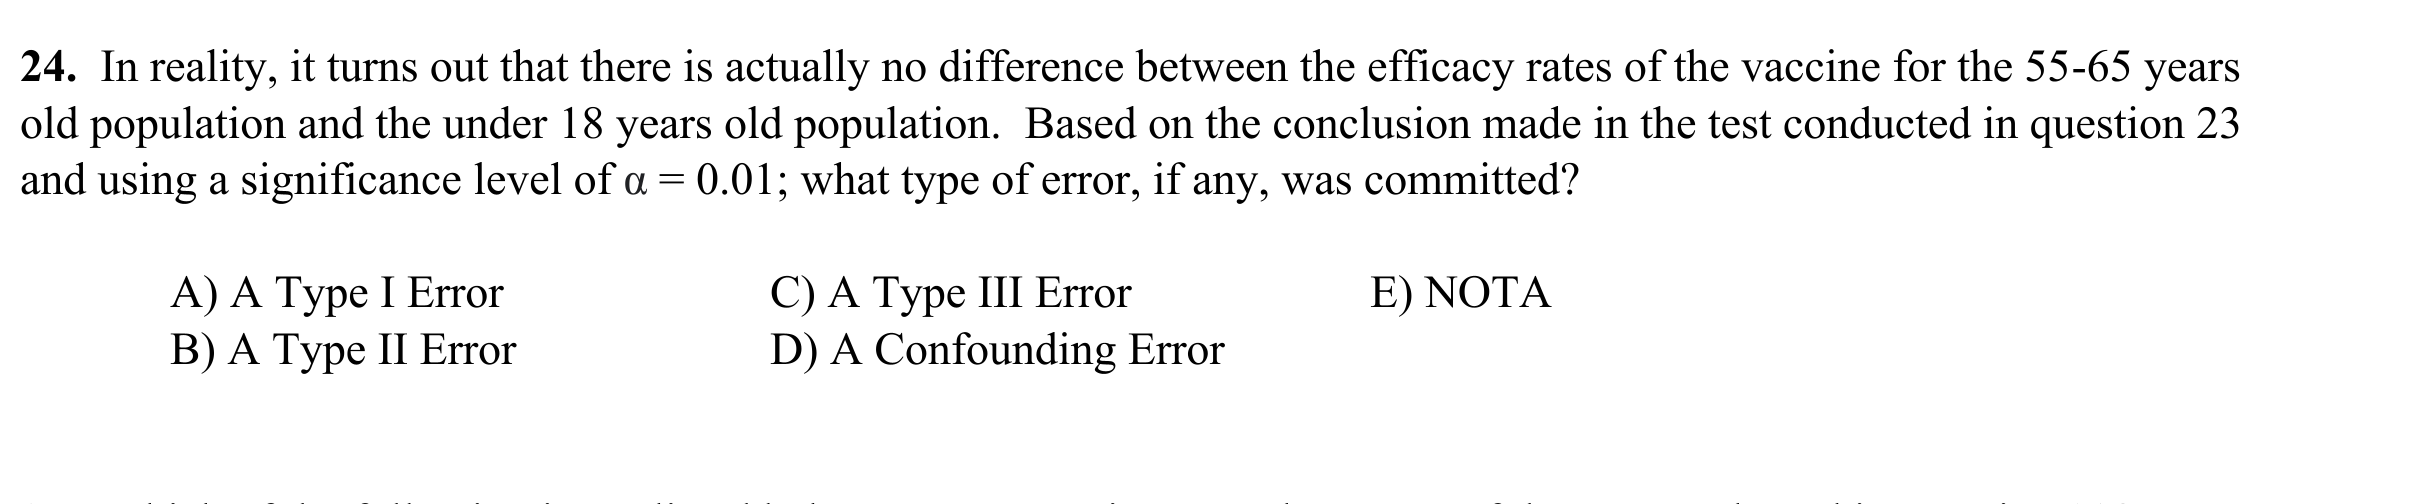 24. In reality, it turns out that there is actually no difference between the efficacy rates of the vaccine for the 55-65 years
old population and the under 18 years old population. Based on the conclusion made in the test conducted in question 23
and using a significance level of α = 0.01; what type of error, if any, was committed?
A) A Type I Error C) A Type III Error E) NOTA
B) A Type II Error D) A Confounding Error